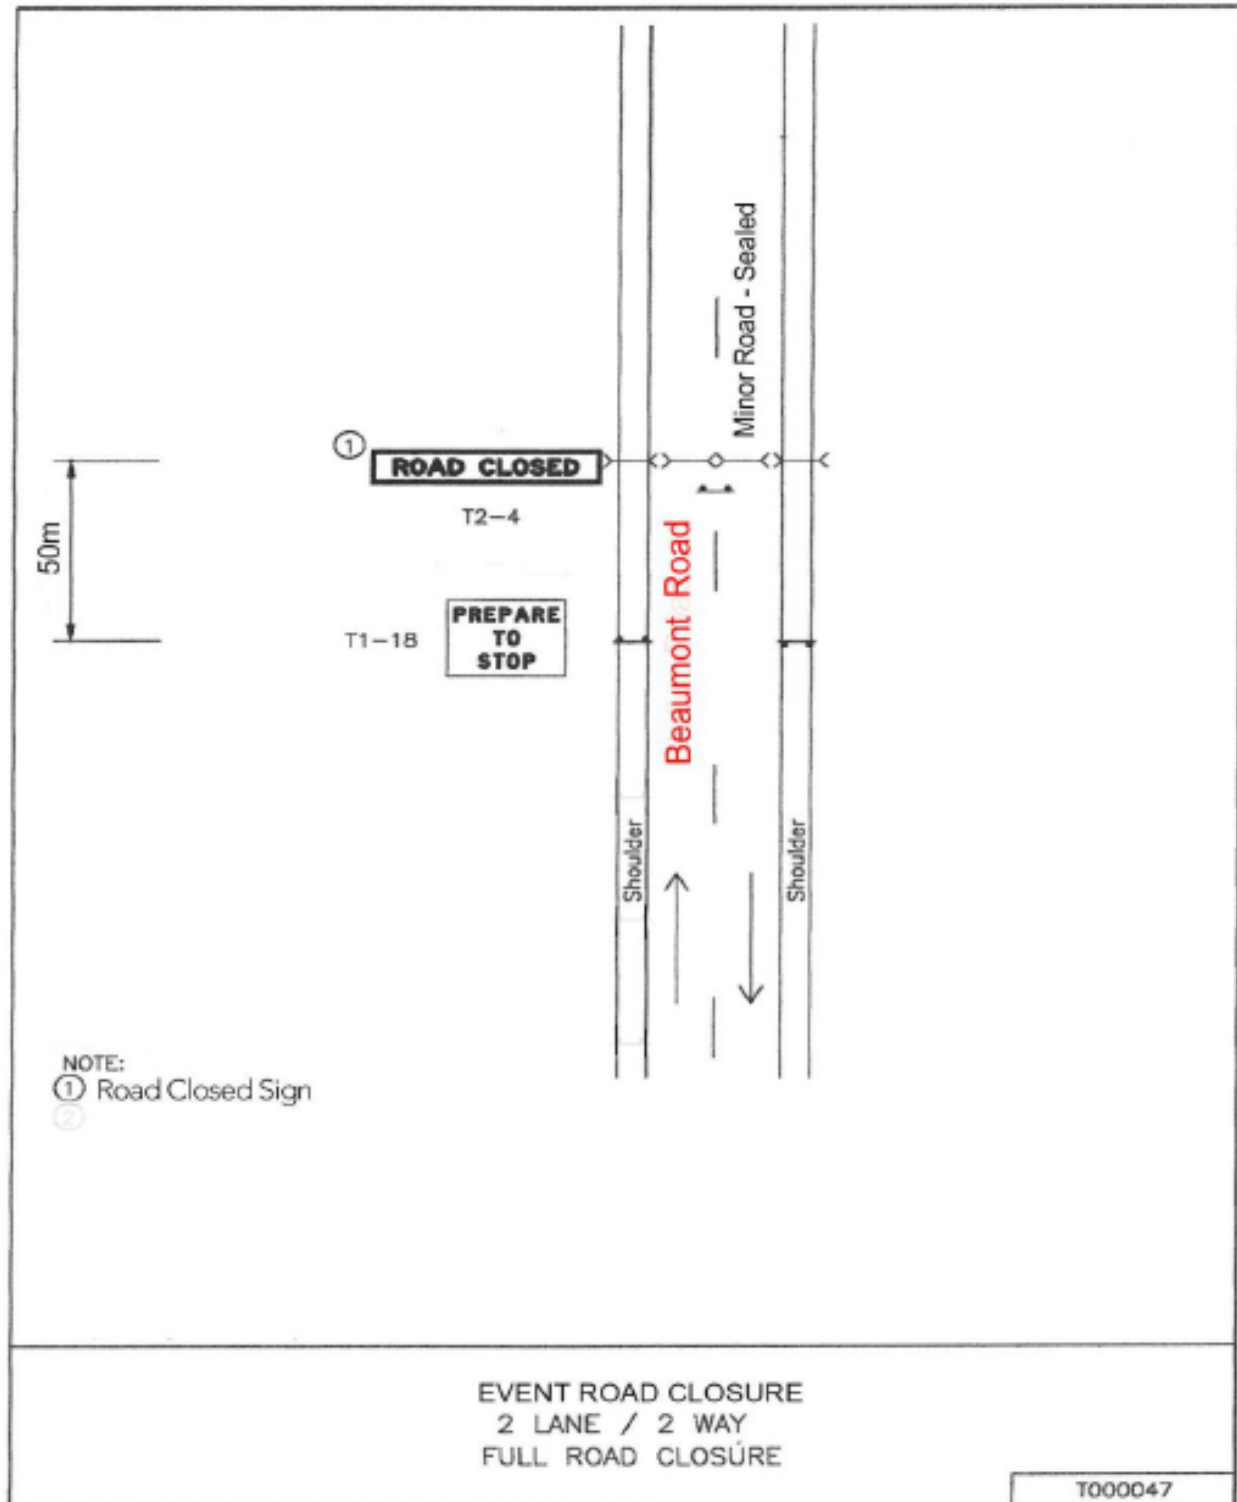 Minor Road - Sealed
1
ROAD CLOSED
T2-4
50m
Beaumont Road
T1-18
PREPARE
TO
STOP
Shoulder
Shoulder
NOTE:
1 Road Closed Sign
2
EVENT ROAD CLOSURE
2 LANE / 2 WAY
FULL ROAD CLOSURE
T000047